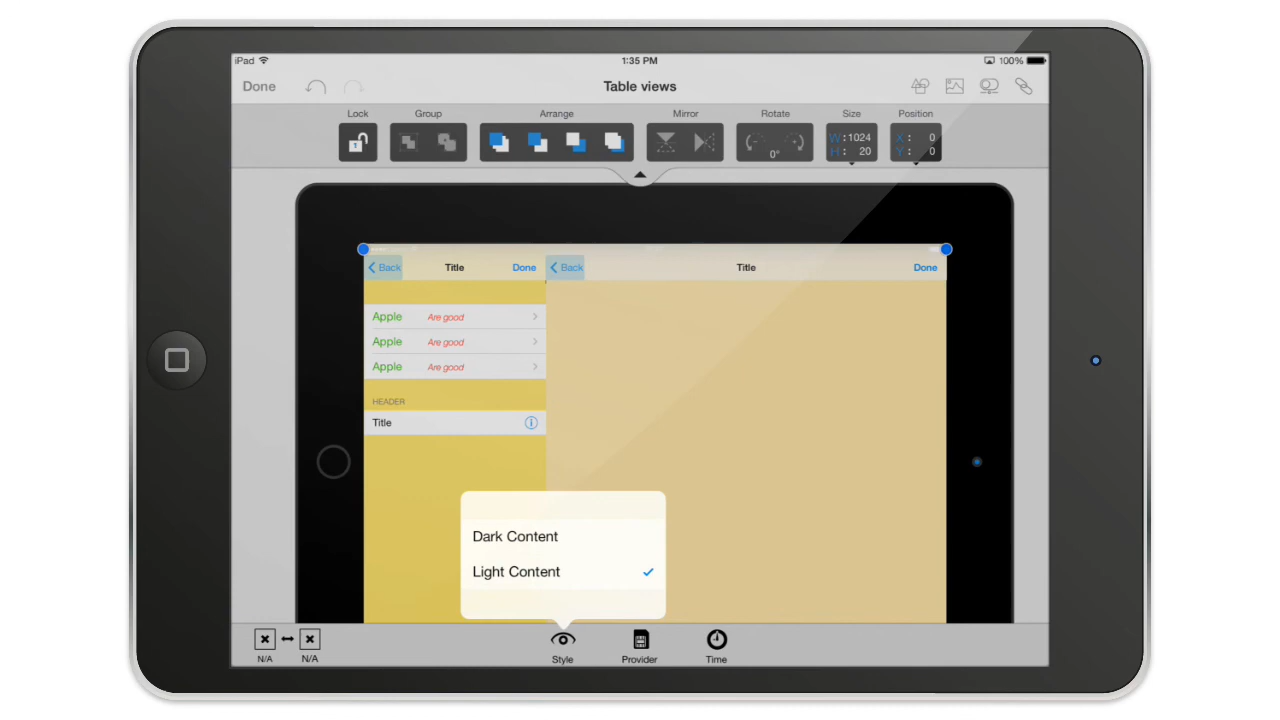 iPad 1:35 PM 100%
Done Table views
Lock Group Arrange Mirror Rotate Size Position
1 0° W: 1024 X: 0
H: 20 Y: 0
Back Title Done Back Title Done
Apple Are good
Apple Are good
Apple Are good
HEADER
Title
Dark Content
Light Content
N/A N/A Style Provider Time